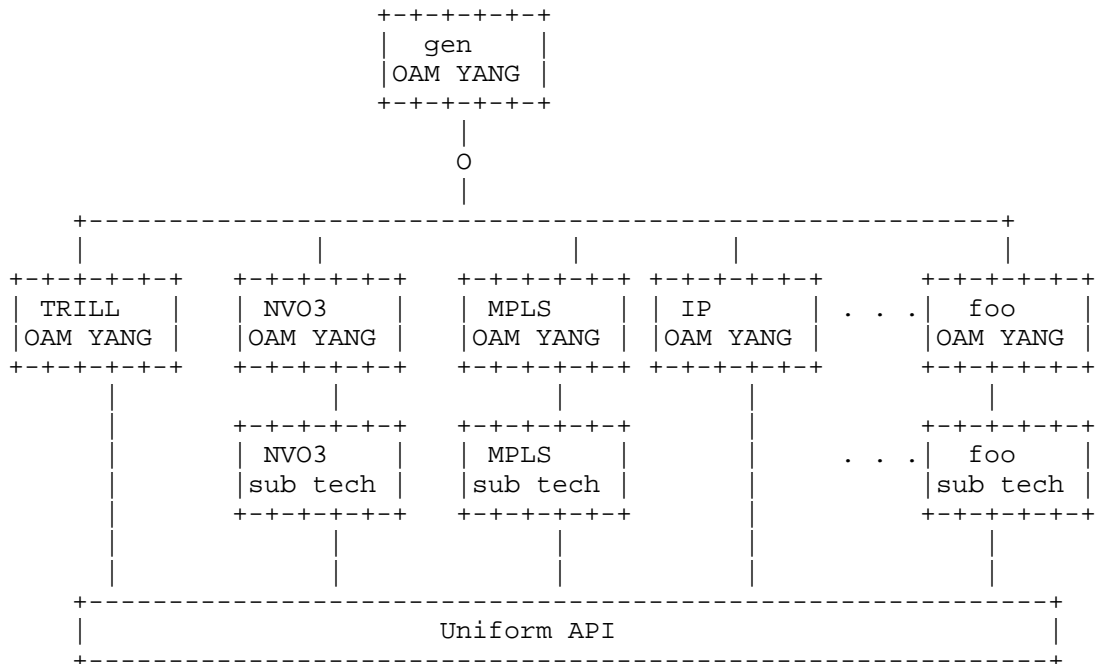 gen
OAM YANG
O
TRILL NVO3 MPLS IP . . . foo
OAM YANG OAM YANG OAM YANG OAM YANG OAM YANG
NVO3 MPLS . . . foo
sub tech sub tech sub tech
Uniform API